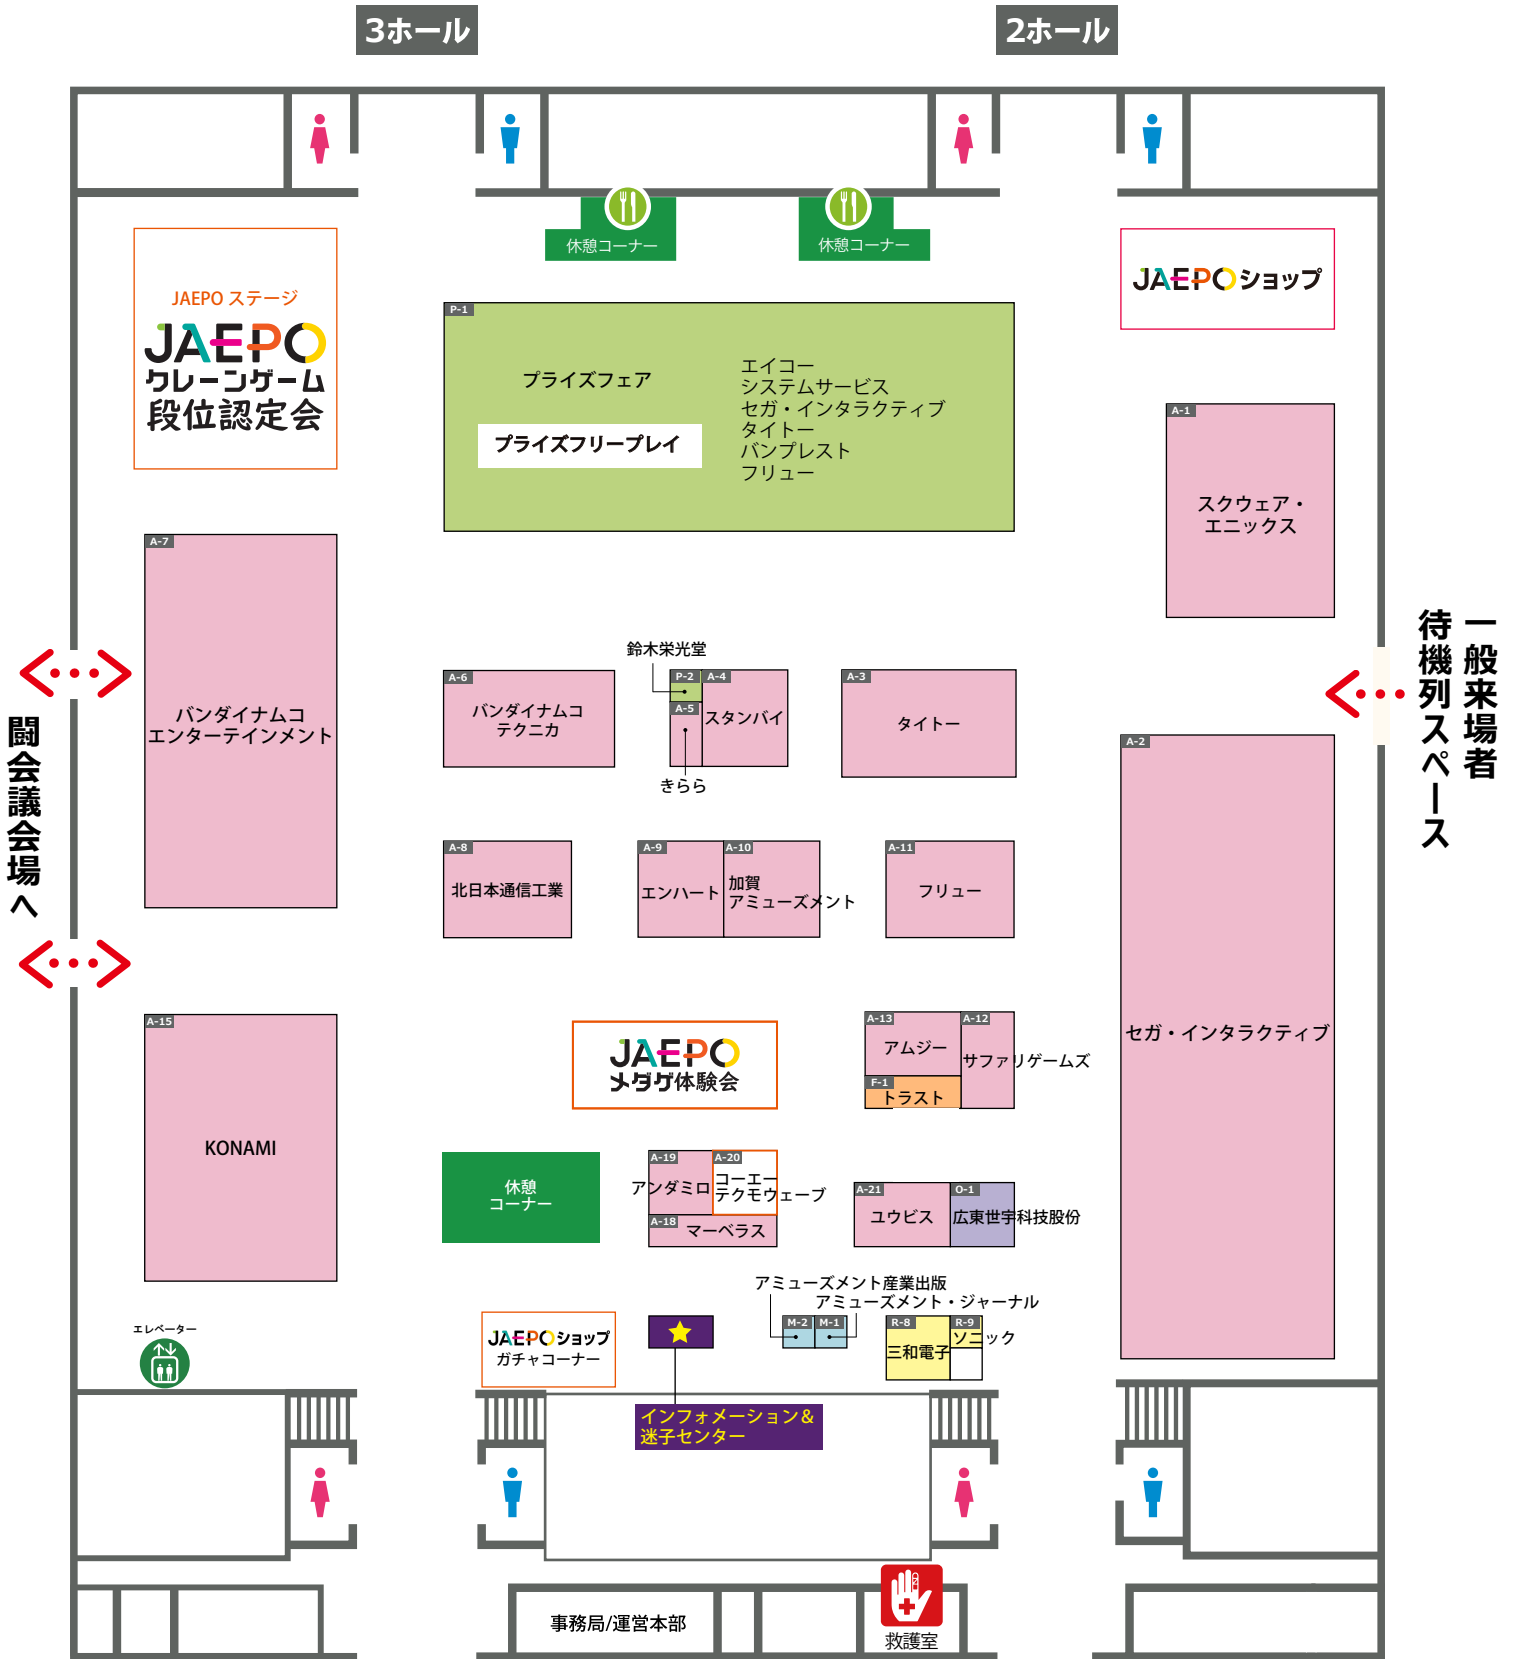 3ホール
2ホール
休憩コーナー
休憩コーナー
JAEPO ステージ
JAEPO
クレーンゲーム
段位認定会
JAEPOショップ
P-1
プライズフェア
プライズフリープレイ
エイコー
システムサービス
セガ・インタラクティブ
タイトー
バンプレスト
フリュー
A-1
スクウェア・
エニックス
A-7
バンダイナムコ
エンターテインメント
一般来場者
待機列スペース
闘会議会場へ
鈴木栄光堂
A-6
バンダイナムコ
テクニカ
P-2
A-4
スタンバイ
A-5
きらら
A-3
タイトー
A-2
セガ・インタラクティブ
A-8
北日本通信工業
A-9
エンハート
A-10
加賀
アミューズメント
A-11
フリュー
A-15
KONAMI
JAEPO
メダゲ体験会
A-13
アムジー
A-12
サファリゲームズ
F-1
トラスト
休憩
コーナー
A-19
アンダミロ
A-20
コーエー
テクモウェーブ
A-18
マーベラス
A-21
ユウビス
O-1
広東世宇科技股份
アミューズメント産業出版
アミューズメント・ジャーナル
M-2
M-1
R-8
三和電子
R-9
ソニック
エレベーター
JAEPOショップ
ガチャコーナー
インフォメーション＆
迷子センター
事務局/運営本部
救護室